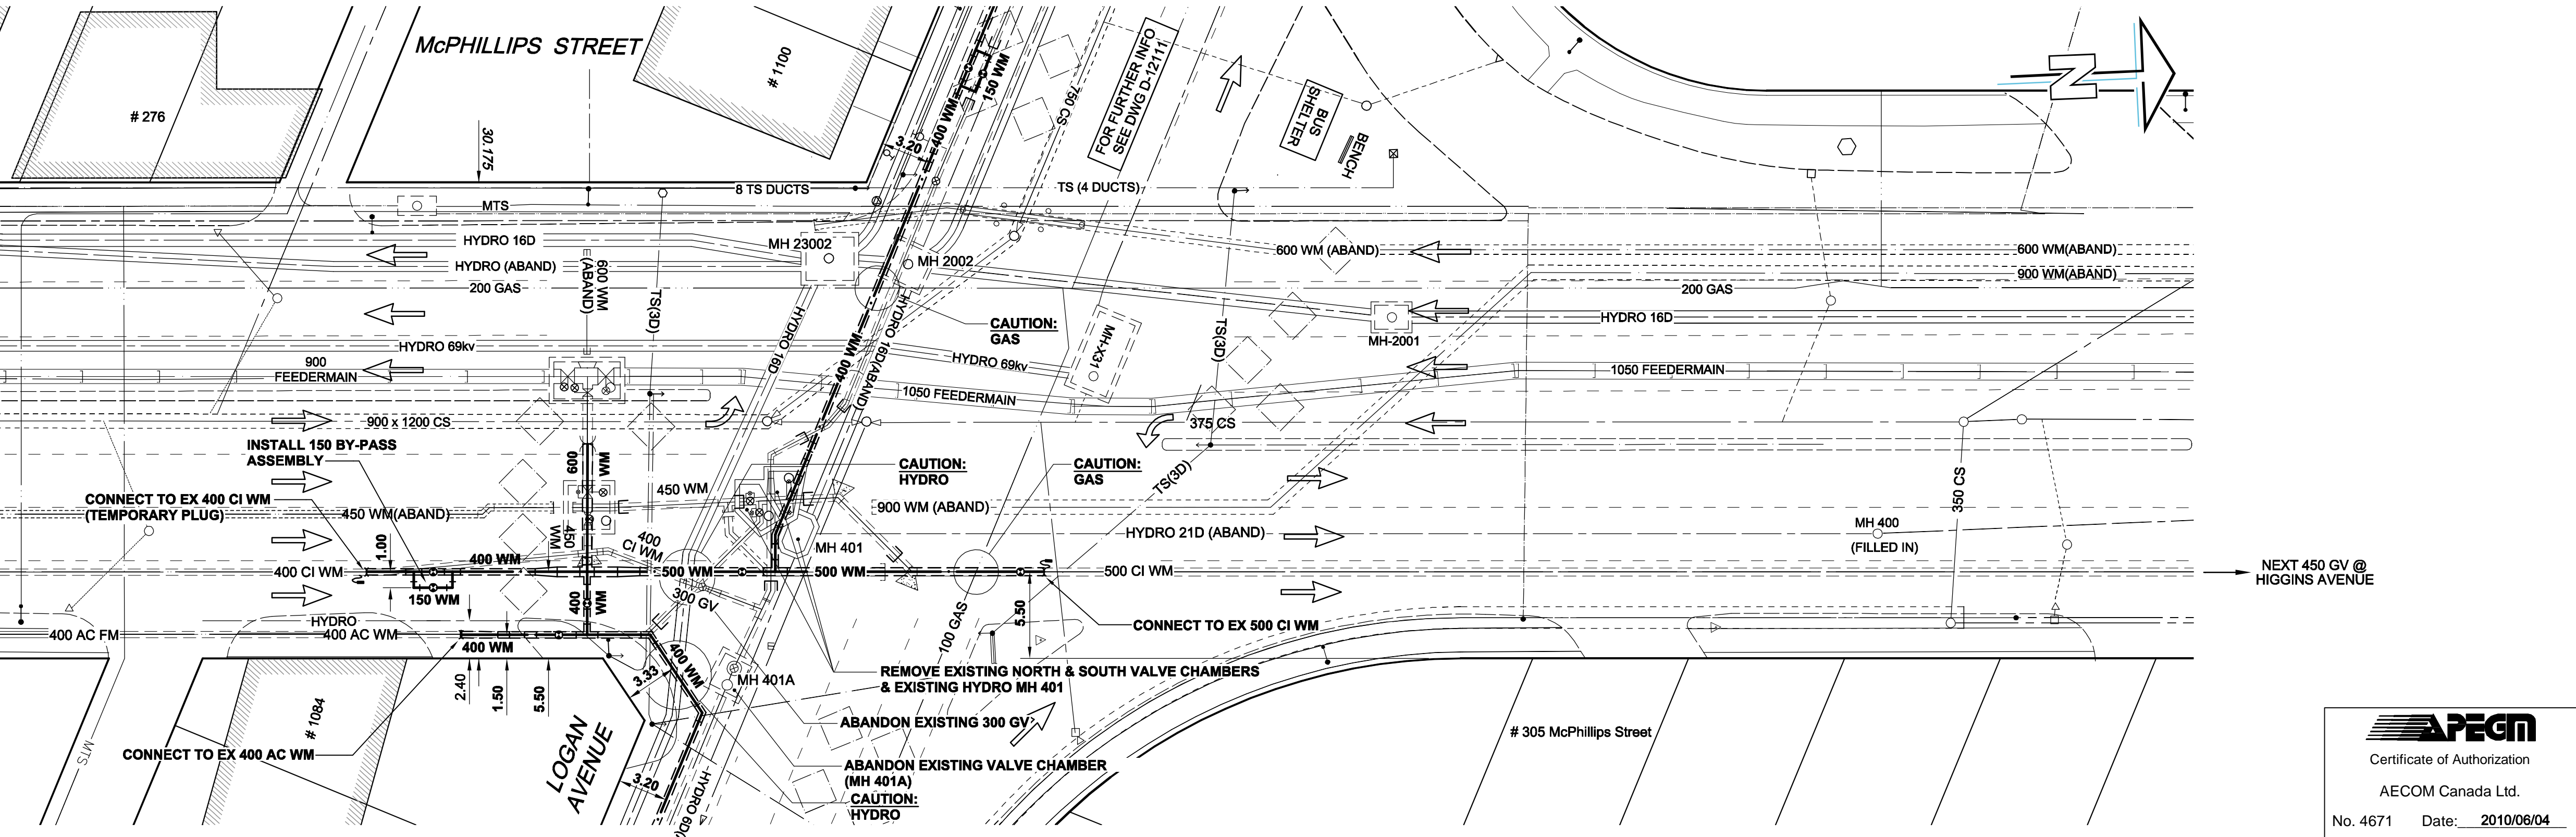 McPHILLIPS STREET
# 276
# 1100
30.175
150 WM
400 WM
3.20
750 CS
FOR FURTHER INFO
SEE DWG D-12111
BUS
SHELTER
BENCH
N
8 TS DUCTS
TS (4 DUCTS)
MTS
HYDRO 16D
MH 23002
HYDRO (ABAND)
600 WM
(ABAND)
TS(3D)
MH 2002
600 WM (ABAND)
600 WM(ABAND)
900 WM(ABAND)
200 GAS
200 GAS
HYDRO 16D
HYDRO 16D(ABAND)
CAUTION:
GAS
MH-X31
TS(3D)
HYDRO 16D
MH-2001
HYDRO 69kv
400 WM
HYDRO 69kv
900
FEEDERMAIN
1050 FEEDERMAIN
1050 FEEDERMAIN
900 x 1200 CS
375 CS
INSTALL 150 BY-PASS
ASSEMBLY
600
WM
CAUTION:
HYDRO
CAUTION:
GAS
TS(3D)
350 CS
CONNECT TO EX 400 CI WM
(TEMPORARY PLUG)
450 WM(ABAND)
450 WM
900 WM (ABAND)
450
WM
400
CI WM
MH 401
HYDRO 21D (ABAND)
MH 400
(FILLED IN)
1.00
400 WM
400 CI WM
500 WM
500 WM
500 CI WM
NEXT 450 GV @
HIGGINS AVENUE
150 WM
400
WM
300 GV
100 GAS
5.50
HYDRO
400 AC FM
400 AC WM
400 WM
CONNECT TO EX 500 CI WM
400 WM
3.33
MH 401A
REMOVE EXISTING NORTH & SOUTH VALVE CHAMBERS
& EXISTING HYDRO MH 401
2.40
1.50
5.50
# 1084
ABANDON EXISTING 300 GV
# 305 McPhillips Street
MTS
CONNECT TO EX 400 AC WM
LOGAN
AVENUE
ABANDON EXISTING VALVE CHAMBER
(MH 401A)
3.20
CAUTION:
HYDRO
APEGM
Certificate of Authorization
AECOM Canada Ltd.
No. 4671 Date: 2010/06/04